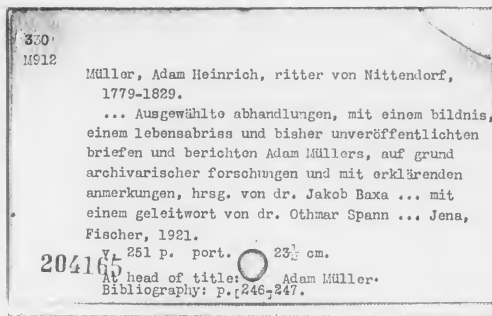 330
M912
Müller, Adam Heinrich, ritter von Nittendorf,
1779-1829.
... Ausgewählte abhandlungen, mit einem bildnis,
einem lebensabriss und bisher unveröffentlichten
briefen und berichten Adam Müllers, auf grund
archivarischer forschungen und mit erklärenden
anmerkungen, hrsg. von dr. Jakob Baxa ... mit
einem geleitwort von dr. Othmar Spann ... Jena,
Fischer, 1921.
v, 251 p. port. 23½ cm.
204165
At head of title: Adam Müller.
Bibliography: p.[246-247.